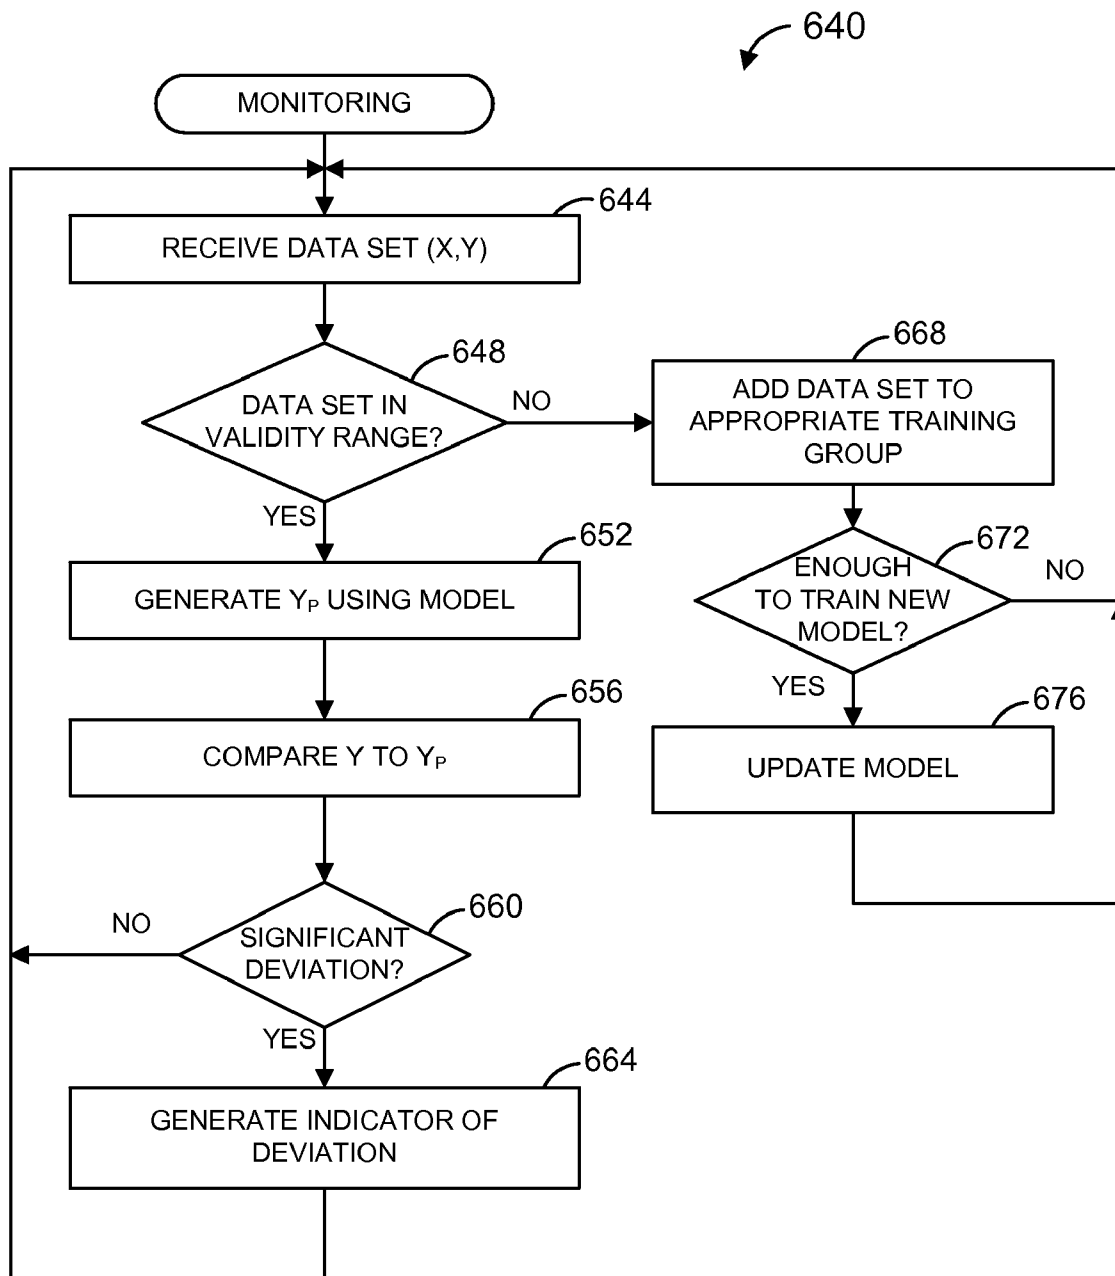 640
MONITORING
644
RECEIVE DATA SET (X,Y)
648
DATA SET IN
VALIDITY RANGE?
NO
YES
652
GENERATE YP USING MODEL
656
COMPARE Y TO YP
660
SIGNIFICANT
DEVIATION?
NO
YES
664
GENERATE INDICATOR OF
DEVIATION
668
ADD DATA SET TO
APPROPRIATE TRAINING
GROUP
672
ENOUGH
TO TRAIN NEW
MODEL?
NO
YES
676
UPDATE MODEL